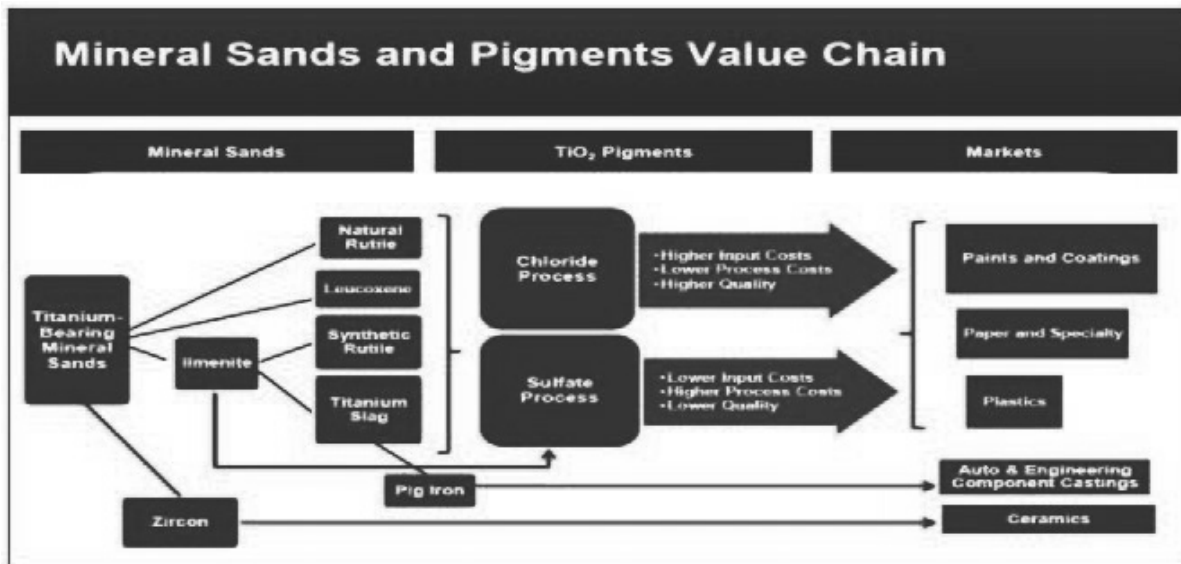 Mineral Sands and Pigments Value Chain
Mineral Sands
TiO₂ Pigments
Markets
Natural
Rutile
Leucoxene
Synthetic
Rutile
Titanium
Slag
Titanium-
Bearing
Mineral
Sands
Ilmenite
Zircon
Pig Iron
Chloride
Process
Sulfate
Process
•Higher Input Costs
•Lower Process Costs
•Higher Quality
•Lower Input Costs
•Higher Process Costs
•Lower Quality
Paints and Coatings
Paper and Specialty
Plastics
Auto & Engineering
Component Castings
Ceramics